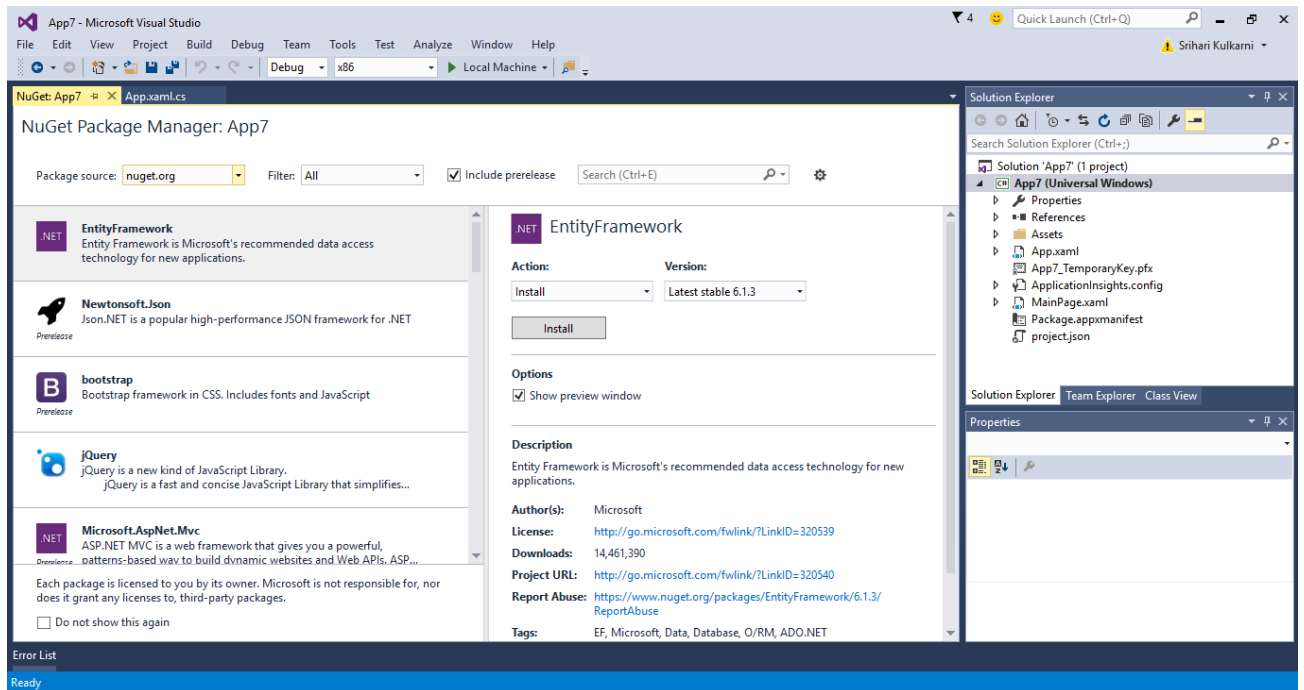 App7 - Microsoft Visual Studio
4
Quick Launch (Ctrl+Q)
File Edit View Project Build Debug Team Tools Test Analyze Window Help
Srihari Kulkarni
Debug x86 Local Machine
NuGet: App7 App.xaml.cs
NuGet Package Manager: App7
Package source: nuget.org Filter: All Include prerelease Search (Ctrl+E)
.NET
EntityFramework
Entity Framework is Microsoft's recommended data access
technology for new applications.
Newtonsoft.Json
Json.NET is a popular high-performance JSON framework for .NET
Prerelease
B
bootstrap
Bootstrap framework in CSS. Includes fonts and JavaScript
Prerelease
jQuery
jQuery is a new kind of JavaScript Library.
jQuery is a fast and concise JavaScript Library that simplifies...
.NET
Microsoft.AspNet.Mvc
ASP.NET MVC is a web framework that gives you a powerful,
patterns-based way to build dynamic websites and Web APIs. ASP...
Prerelease
Each package is licensed to you by its owner. Microsoft is not responsible for, nor
does it grant any licenses to, third-party packages.
Do not show this again
.NET EntityFramework
Action: Version:
Install Latest stable 6.1.3
Install
Options
Show preview window
Description
Entity Framework is Microsoft's recommended data access technology for new
applications.
Author(s): Microsoft
License: http://go.microsoft.com/fwlink/?LinkID=320539
Downloads: 14,461,390
Project URL: http://go.microsoft.com/fwlink/?LinkID=320540
Report Abuse: https://www.nuget.org/packages/EntityFramework/6.1.3/
ReportAbuse
Tags: EF, Microsoft, Data, Database, O/RM, ADO.NET
Solution Explorer
Search Solution Explorer (Ctrl+;)
Solution 'App7' (1 project)
C# App7 (Universal Windows)
Properties
References
Assets
App.xaml
App7_TemporaryKey.pfx
ApplicationInsights.config
MainPage.xaml
Package.appxmanifest
project.json
Solution Explorer Team Explorer Class View
Properties
Error List
Ready